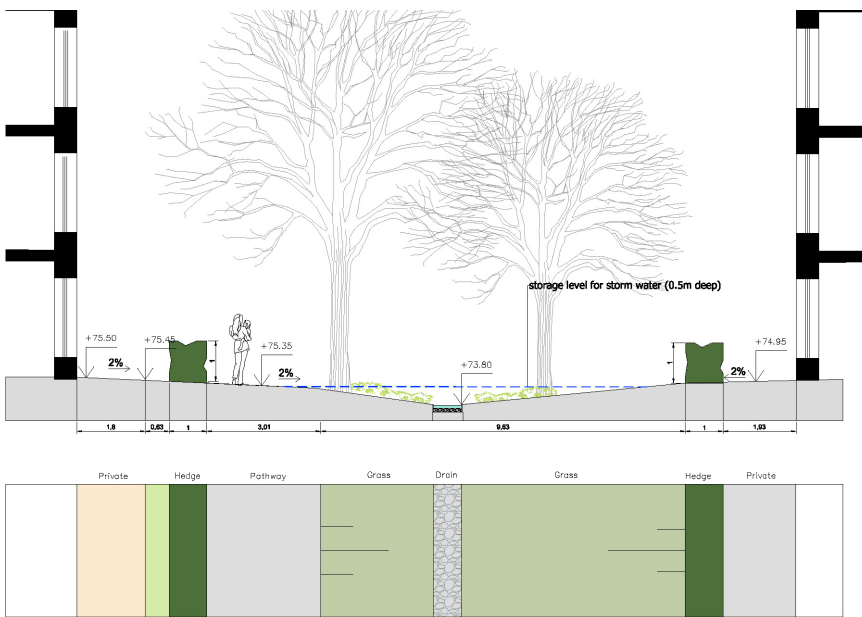 storage level for storm water (0.5m deep)
+75.50
+75.45
1
+75.35
+73.80
1
+74.95
2%
2%
2%
1,8
0,63
1
3,01
9,63
1
1,93
Private
Hedge
Pathway
Grass
Drain
Grass
Hedge
Private